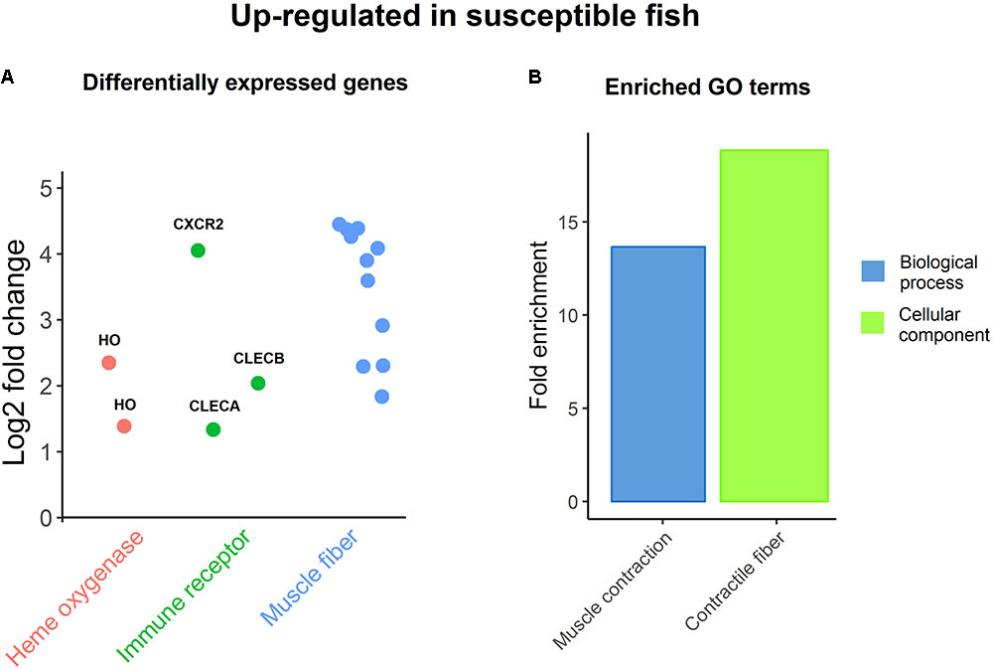 Up-regulated in susceptible fish
A
Differentially expressed genes
Log2 fold change
5
4
3
2
1
0
CXCR2
HO
CLECB
HO
CLECA
Heme oxygenase
Immune receptor
Muscle fiber
B
Enriched GO terms
Fold enrichment
15
10
5
0
Muscle contraction
Contractile fiber
Biological
process
Cellular
component